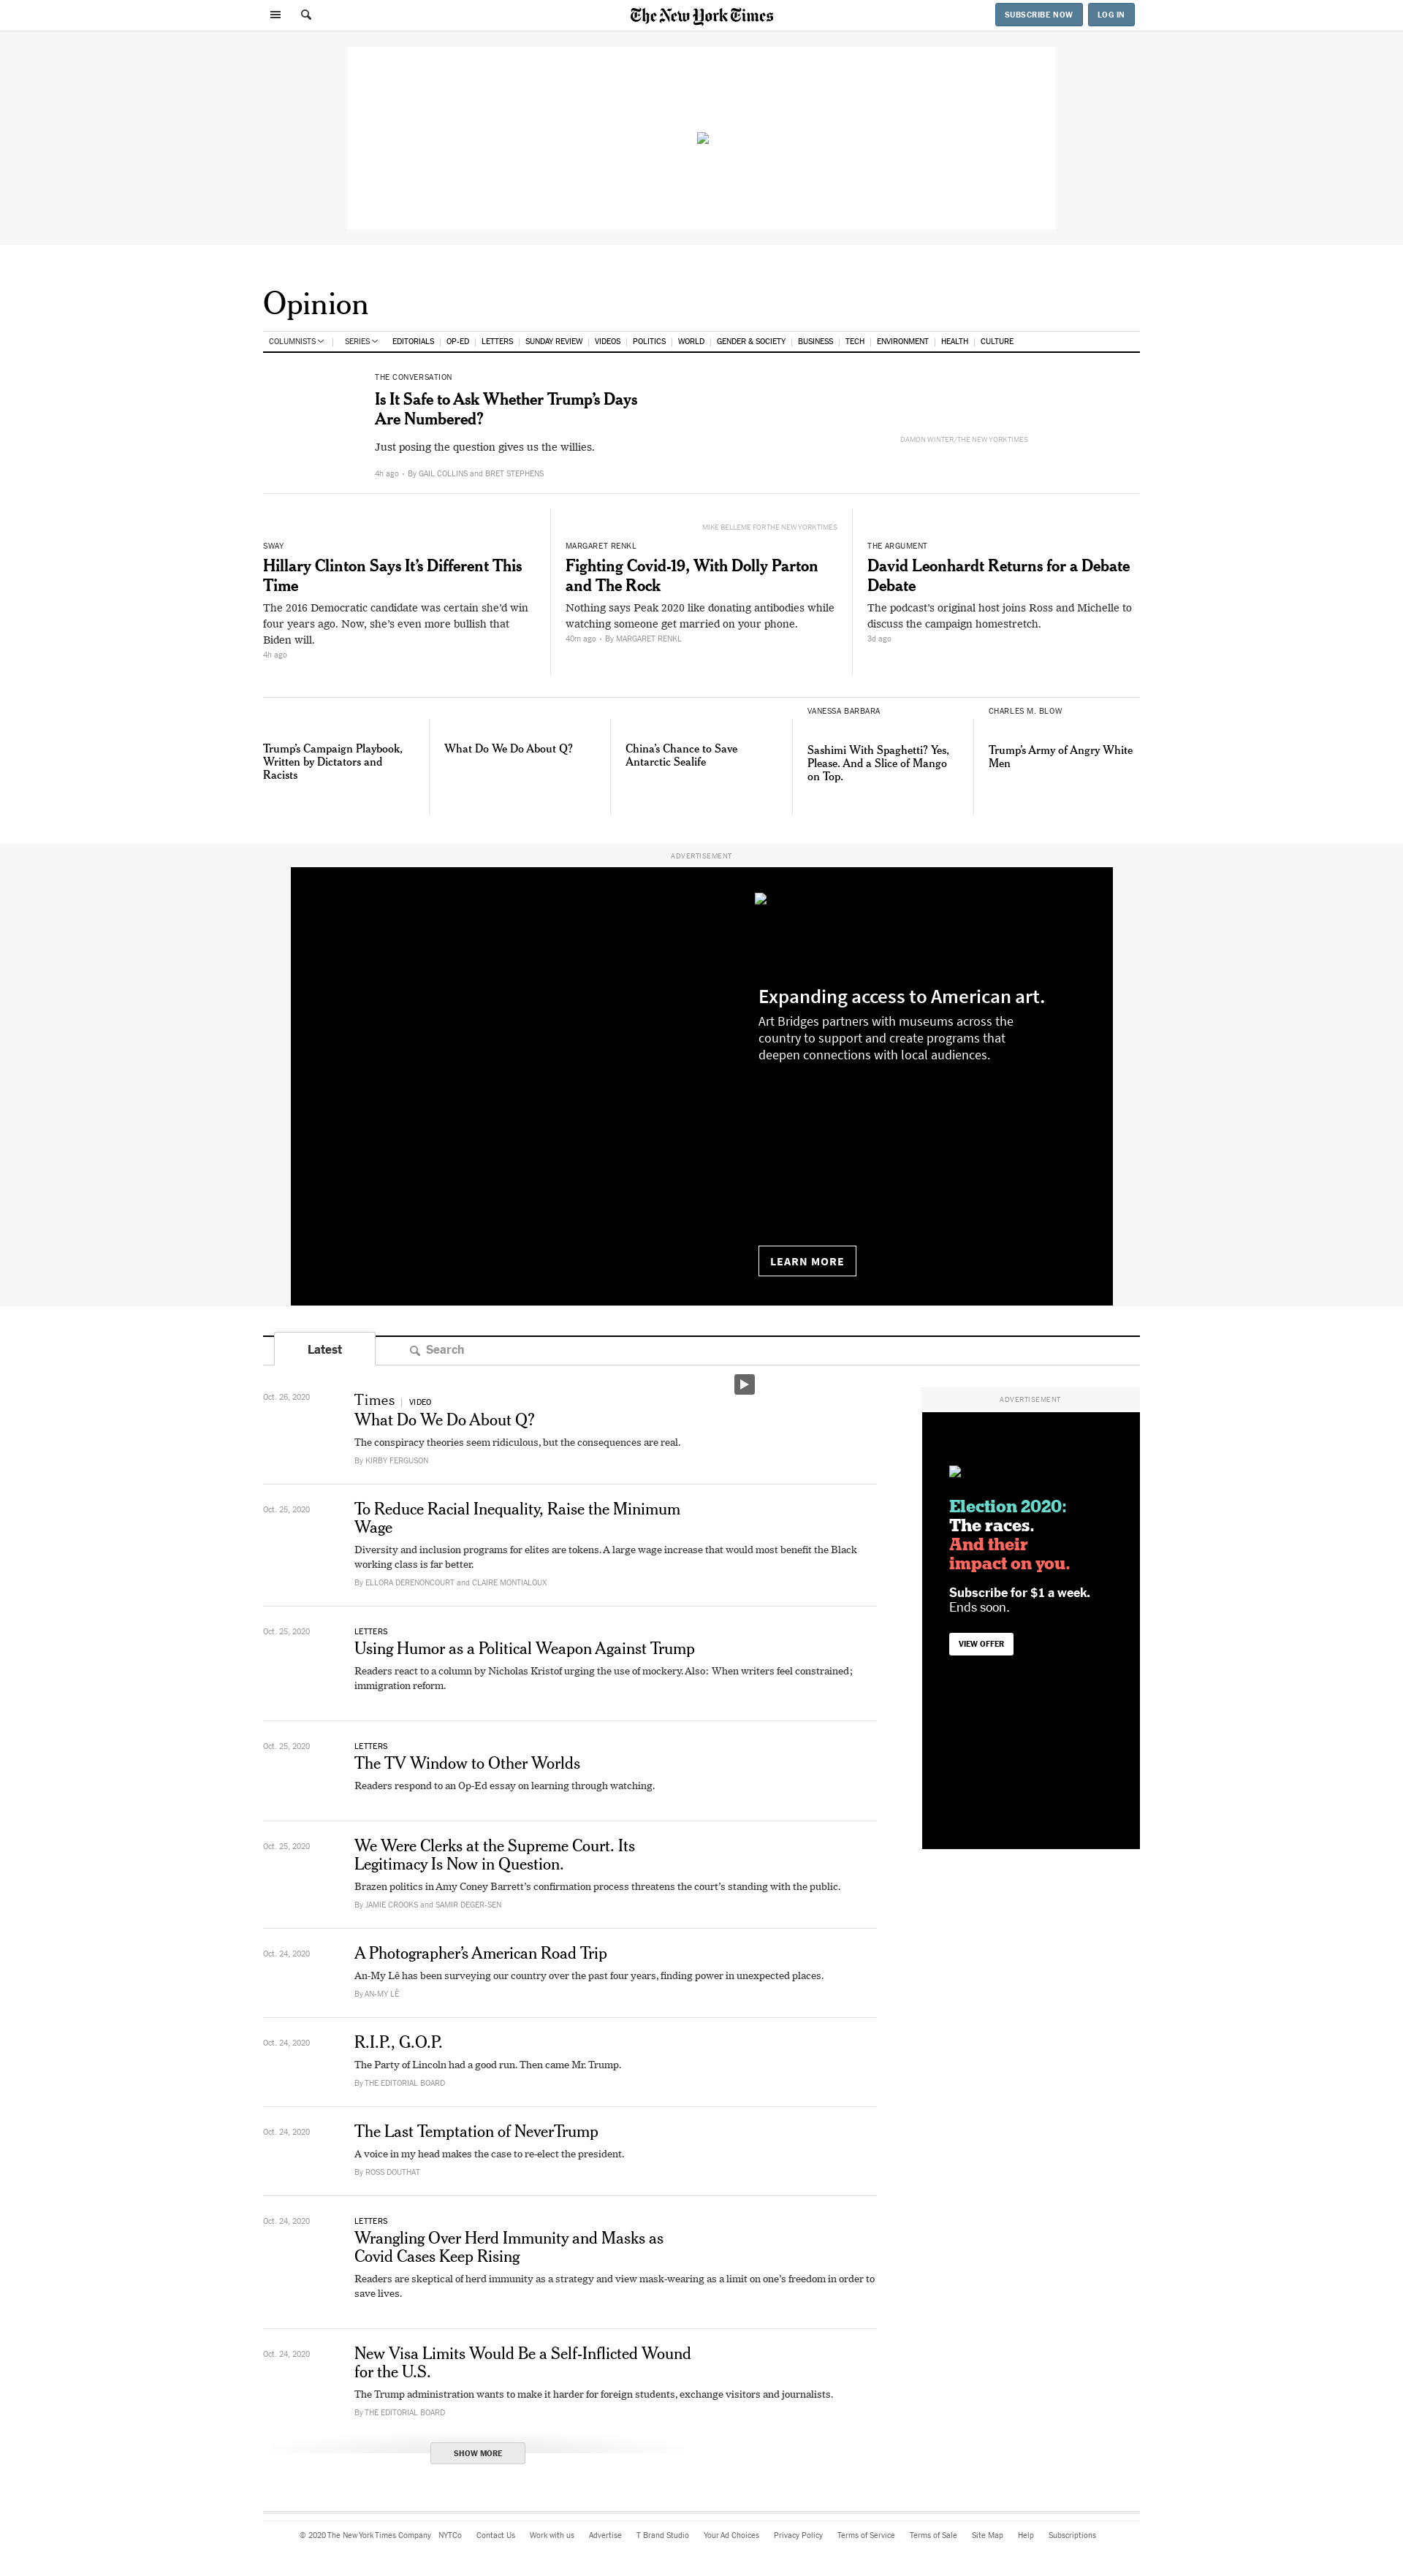 The New York Times
SUBSCRIBE NOW
LOG IN
Opinion
COLUMNISTS
SERIES
EDITORIALS
OP-ED
LETTERS
SUNDAY REVIEW
VIDEOS
POLITICS
WORLD
GENDER & SOCIETY
BUSINESS
TECH
ENVIRONMENT
HEALTH
CULTURE
THE CONVERSATION
Is It Safe to Ask Whether Trump’s Days
Are Numbered?
Just posing the question gives us the willies.
4h ago • By GAIL COLLINS and BRET STEPHENS
DAMON WINTER/THE NEW YORK TIMES
SWAY
Hillary Clinton Says It’s Different This
Time
The 2016 Democratic candidate was certain she’d win
four years ago. Now, she’s even more bullish that
Biden will.
4h ago
MIKE BELLEME FOR THE NEW YORK TIMES
MARGARET RENKL
Fighting Covid-19, With Dolly Parton
and The Rock
Nothing says Peak 2020 like donating antibodies while
watching someone get married on your phone.
40m ago • By MARGARET RENKL
THE ARGUMENT
David Leonhardt Returns for a Debate
Debate
The podcast’s original host joins Ross and Michelle to
discuss the campaign homestretch.
3d ago
Trump’s Campaign Playbook,
Written by Dictators and
Racists
What Do We Do About Q?
China’s Chance to Save
Antarctic Sealife
VANESSA BARBARA
Sashimi With Spaghetti? Yes,
Please. And a Slice of Mango
on Top.
CHARLES M. BLOW
Trump’s Army of Angry White
Men
ADVERTISEMENT
Expanding access to American art.
Art Bridges partners with museums across the
country to support and create programs that
deepen connections with local audiences.
LEARN MORE
Latest
Search
Oct. 26, 2020
Times | VIDEO
What Do We Do About Q?
The conspiracy theories seem ridiculous, but the consequences are real.
By KIRBY FERGUSON
Oct. 25, 2020
To Reduce Racial Inequality, Raise the Minimum
Wage
Diversity and inclusion programs for elites are tokens. A large wage increase that would most benefit the Black
working class is far better.
By ELLORA DERENONCOURT and CLAIRE MONTIALOUX
Oct. 25, 2020
LETTERS
Using Humor as a Political Weapon Against Trump
Readers react to a column by Nicholas Kristof urging the use of mockery. Also: When writers feel constrained;
immigration reform.
Oct. 25, 2020
LETTERS
The TV Window to Other Worlds
Readers respond to an Op-Ed essay on learning through watching.
Oct. 25, 2020
We Were Clerks at the Supreme Court. Its
Legitimacy Is Now in Question.
Brazen politics in Amy Coney Barrett’s confirmation process threatens the court’s standing with the public.
By JAMIE CROOKS and SAMIR DEGER-SEN
Oct. 24, 2020
A Photographer’s American Road Trip
An-My Lê has been surveying our country over the past four years, finding power in unexpected places.
By AN-MY LÊ
Oct. 24, 2020
R.I.P., G.O.P.
The Party of Lincoln had a good run. Then came Mr. Trump.
By THE EDITORIAL BOARD
Oct. 24, 2020
The Last Temptation of NeverTrump
A voice in my head makes the case to re-elect the president.
By ROSS DOUTHAT
Oct. 24, 2020
LETTERS
Wrangling Over Herd Immunity and Masks as
Covid Cases Keep Rising
Readers are skeptical of herd immunity as a strategy and view mask-wearing as a limit on one’s freedom in order to
save lives.
Oct. 24, 2020
New Visa Limits Would Be a Self-Inflicted Wound
for the U.S.
The Trump administration wants to make it harder for foreign students, exchange visitors and journalists.
By THE EDITORIAL BOARD
SHOW MORE
ADVERTISEMENT
Election 2020:
The races.
And their
impact on you.
Subscribe for $1 a week.
Ends soon.
VIEW OFFER
© 2020 The New York Times Company
NYTCo
Contact Us
Work with us
Advertise
T Brand Studio
Your Ad Choices
Privacy Policy
Terms of Service
Terms of Sale
Site Map
Help
Subscriptions